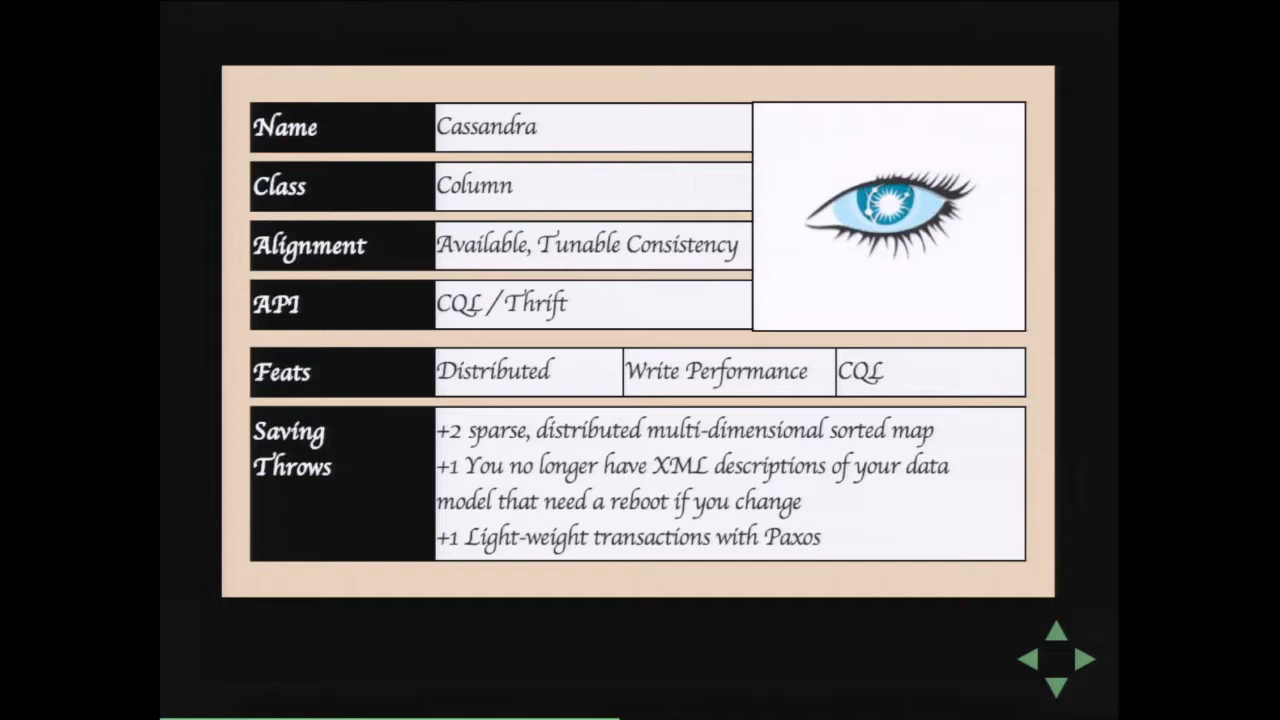 Name Cassandra
Class Column
Alignment Available, Tunable Consistency
API CQL / Thrift
Feats Distributed Write Performance CQL
Saving Throws
+2 sparse, distributed multi-dimensional sorted map
+1 You no longer have XML descriptions of your data
model that need a reboot if you change
+1 Light-weight transactions with Paxos